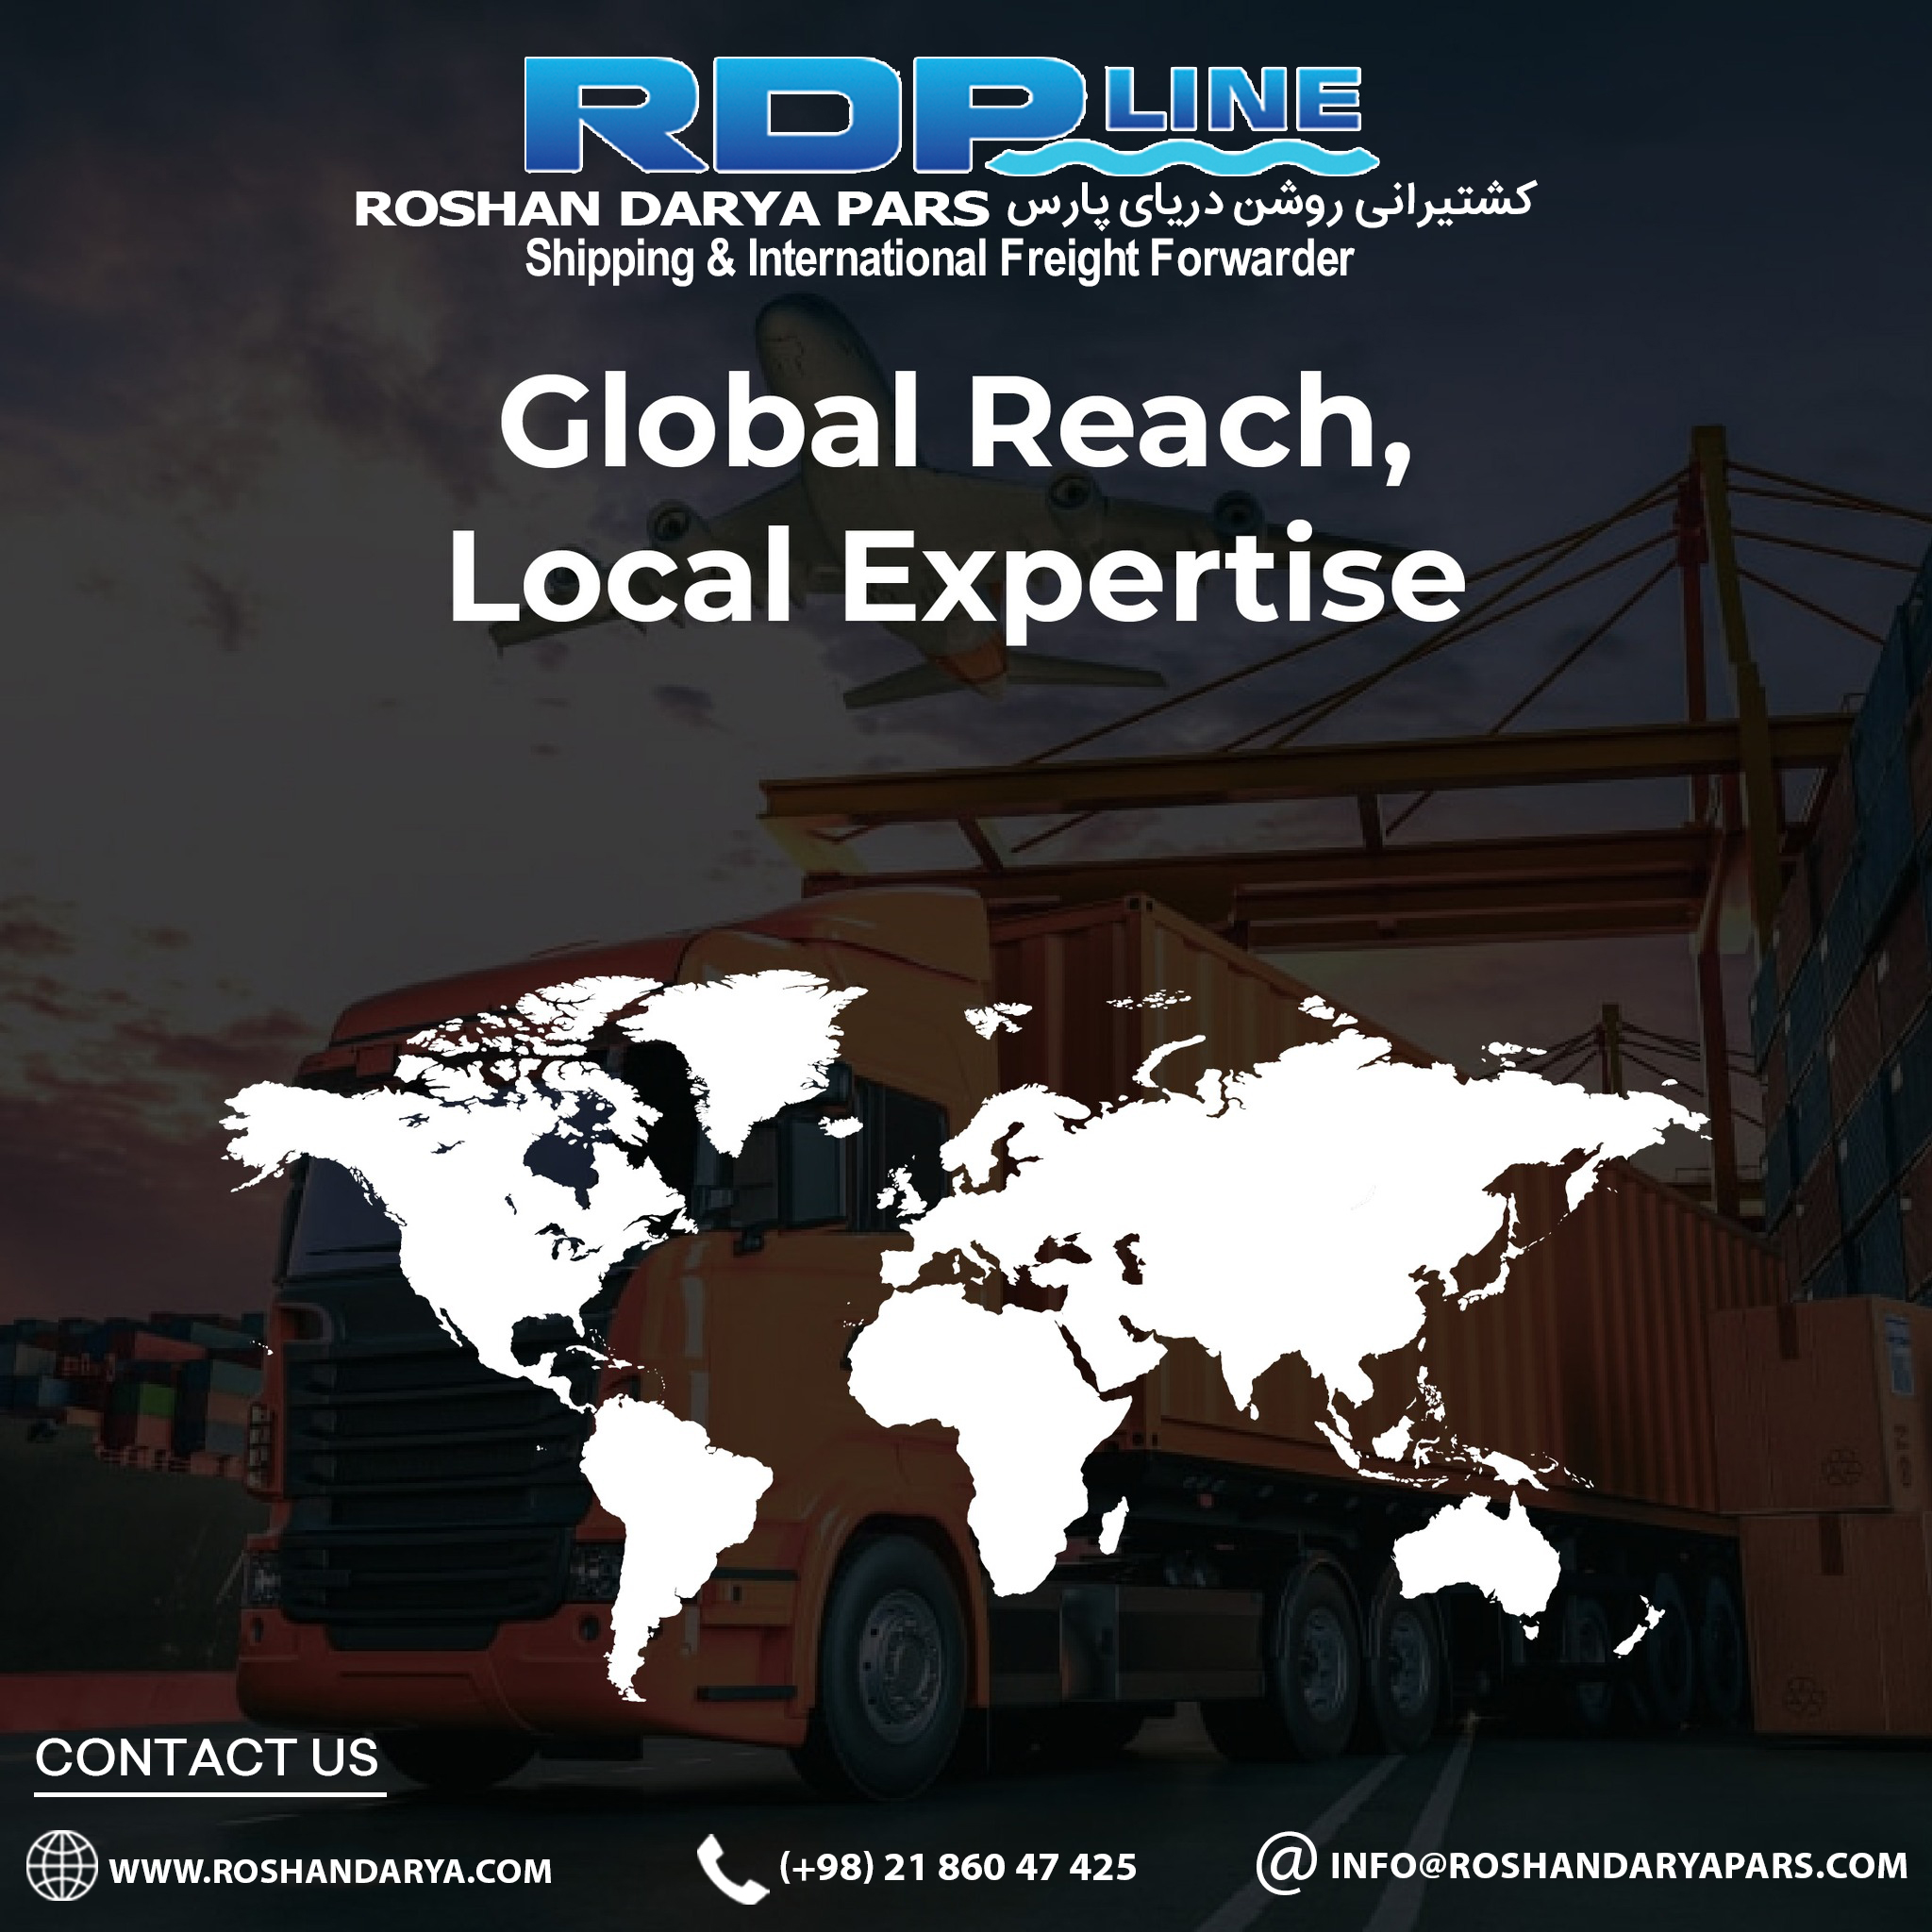 RDP LINE
ROSHAN DARYA PARS کشتیرانی روشن دریای پارس
Shipping & International Freight Forwarder
Global Reach,
Local Expertise
CONTACT US
WWW.ROSHANDARYA.COM
(+98) 21 860 47 425
@ INFO@ROSHANDARYAPARS.COM